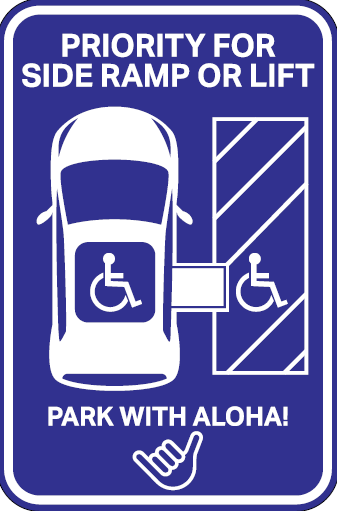 PRIORITY FOR
SIDE RAMP OR LIFT
PARK WITH ALOHA!